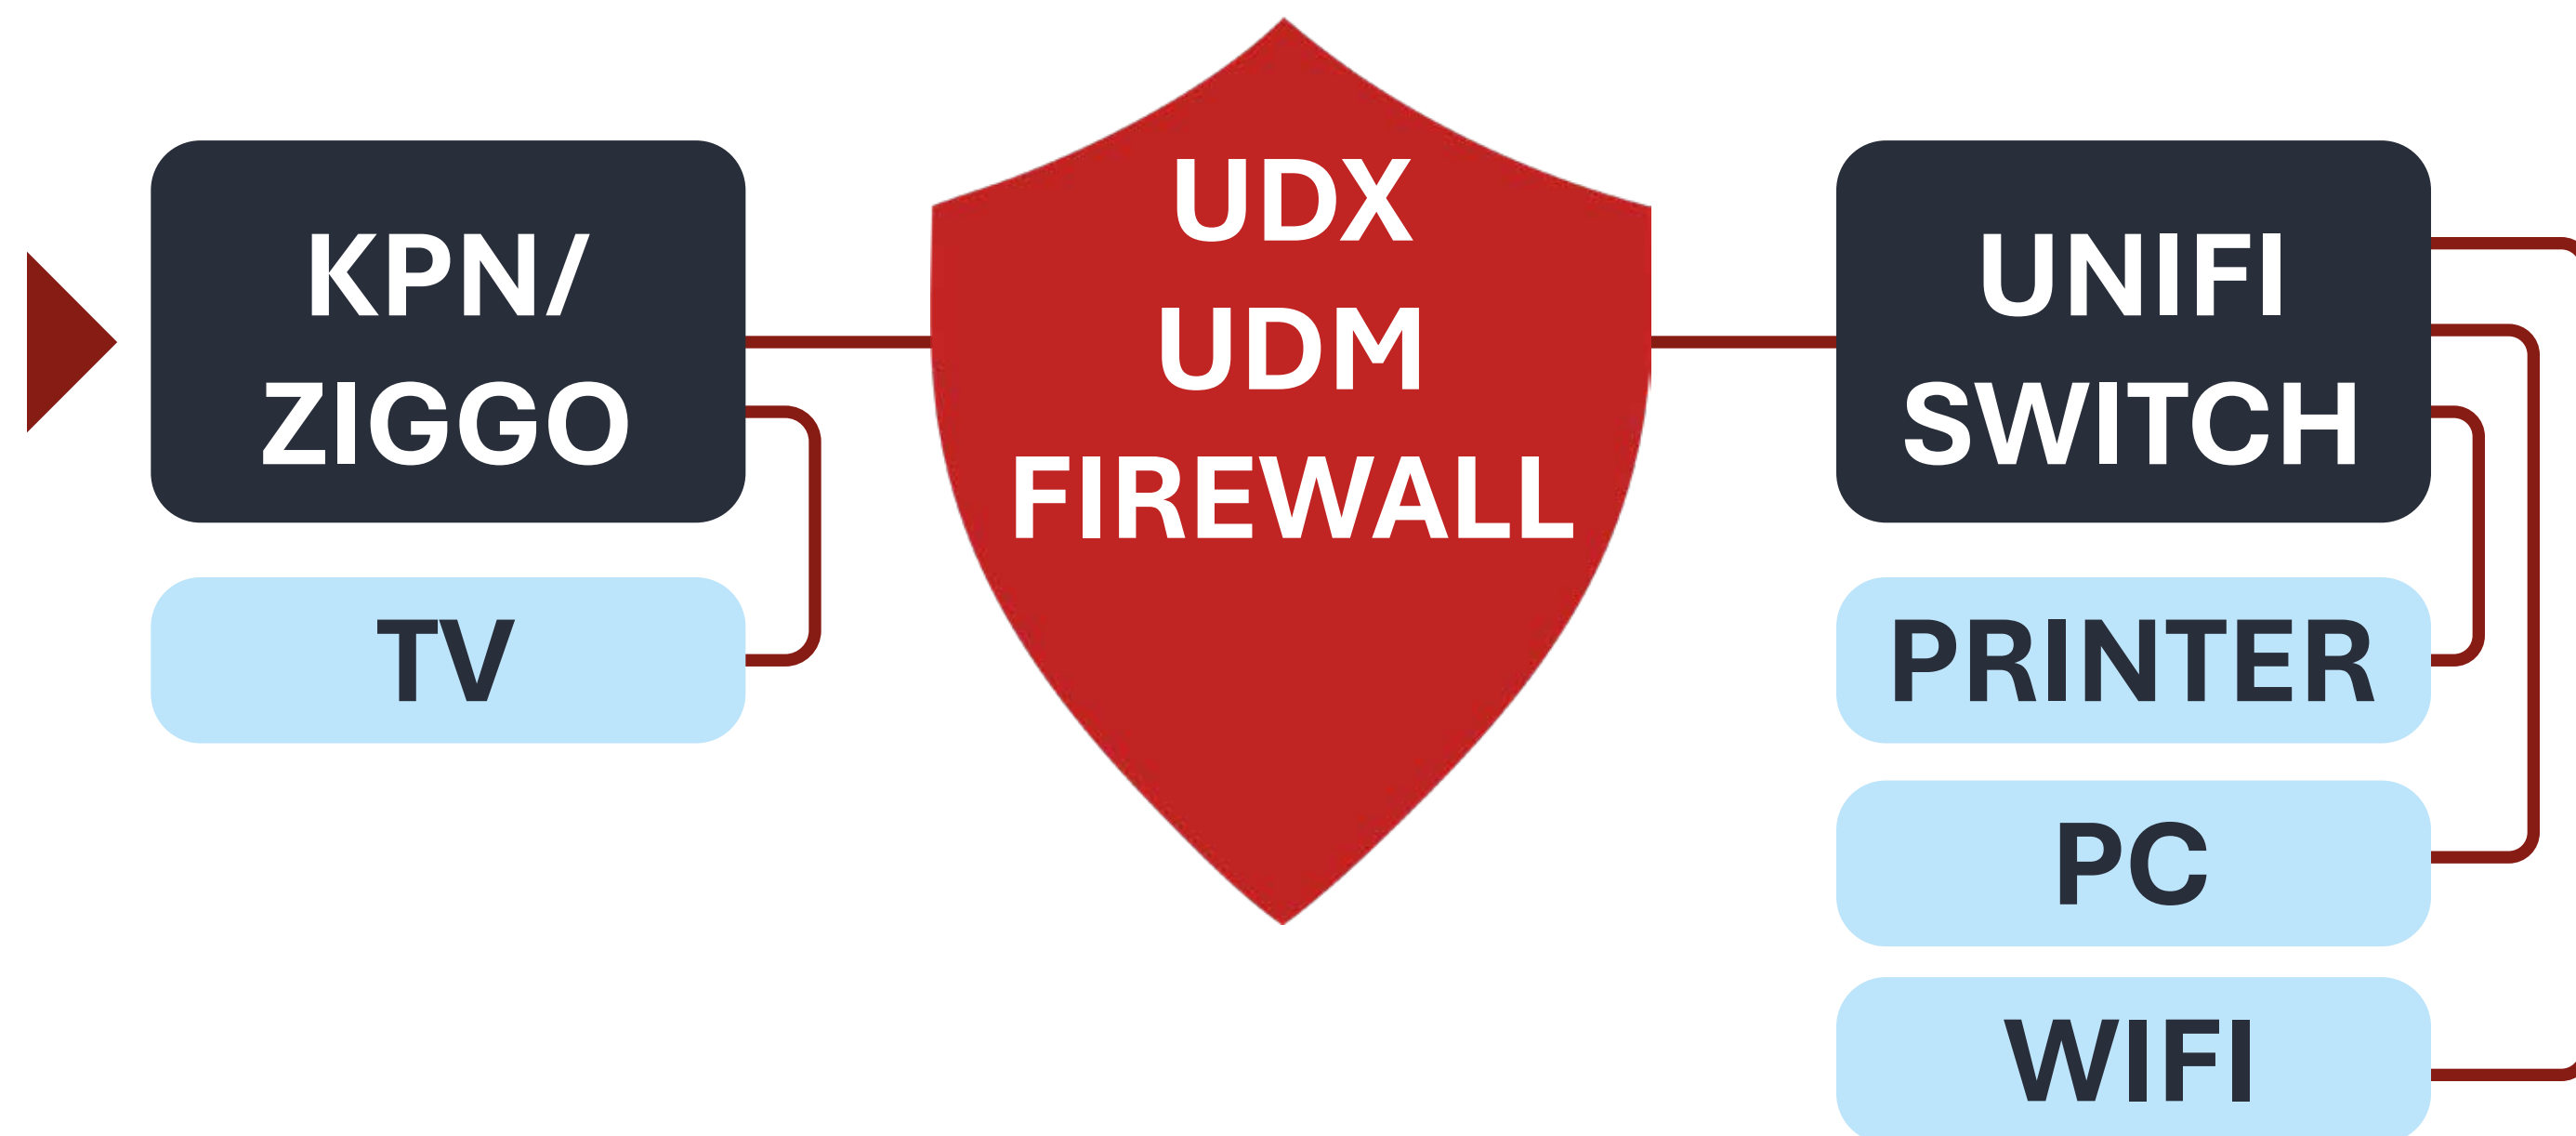 KPN/
ZIGGO
TV
UDX
UDM
FIREWALL
UNIFI
SWITCH
PRINTER
PC
WIFI